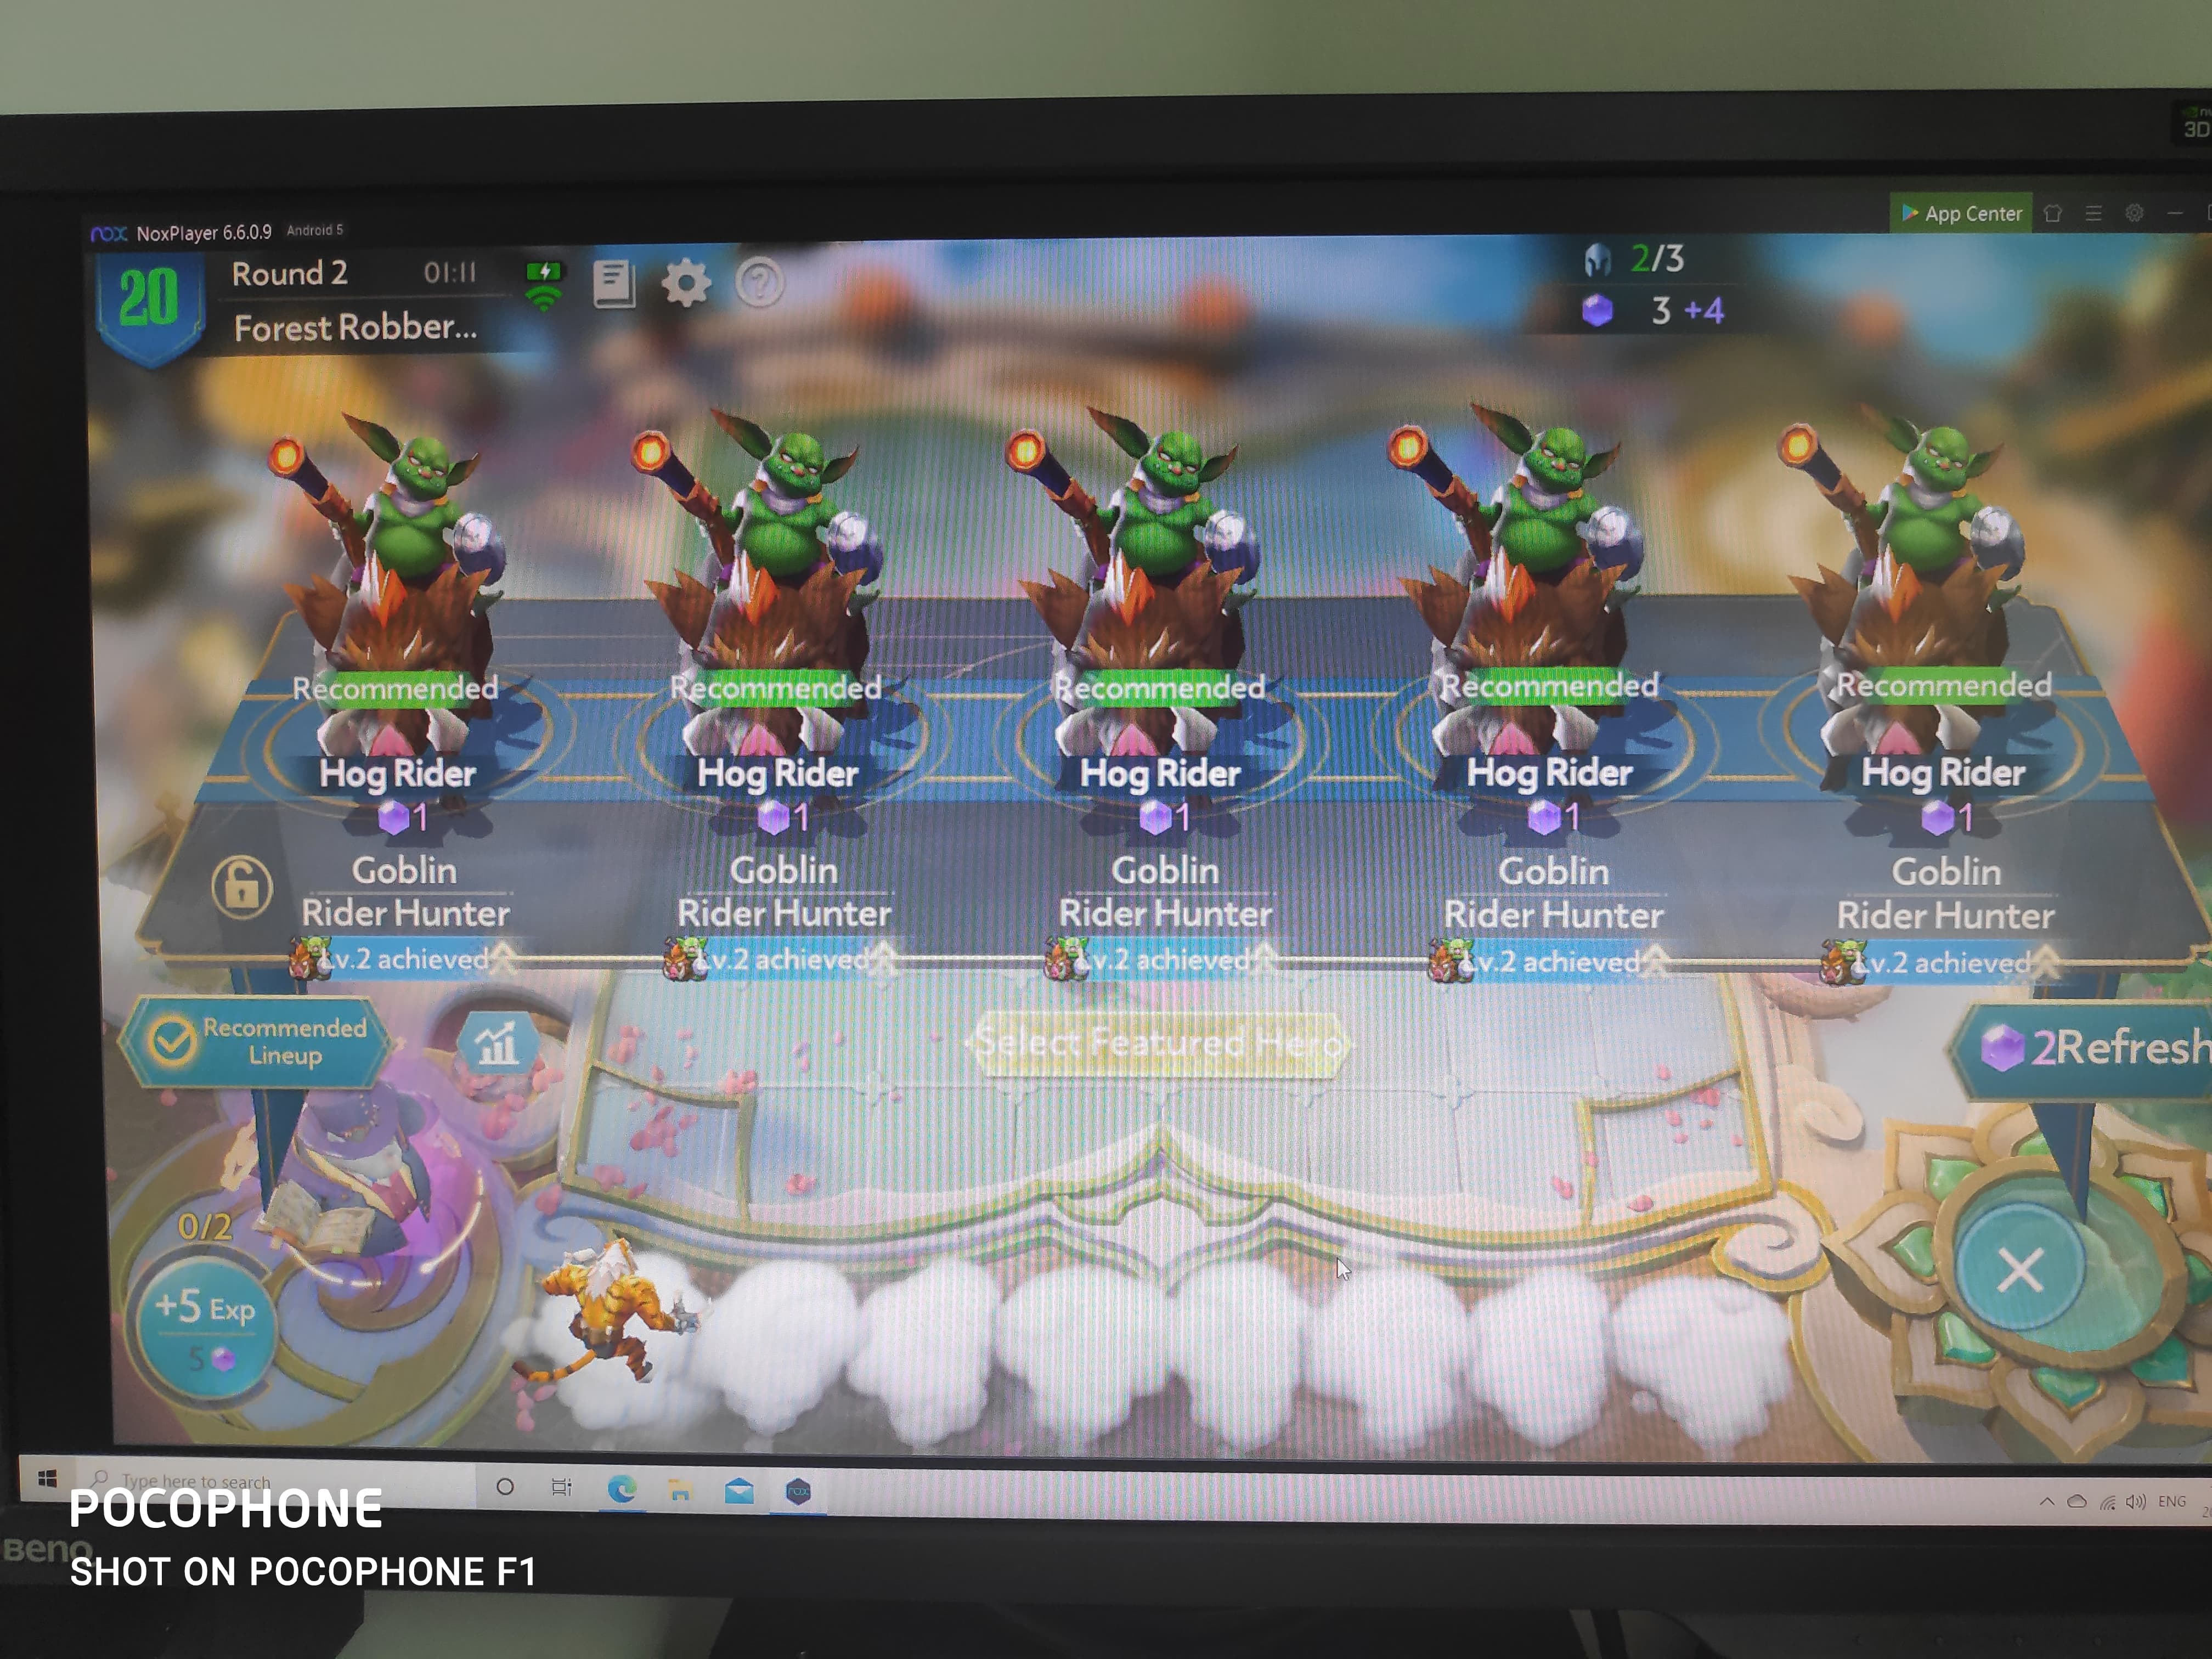 nox NoxPlayer 6.6.0.9 Android 5
App Center
3D
20
Round 2 01:11
Forest Robber...
2/3
3 +4
Recommended Recommended Recommended Recommended Recommended
Hog Rider Hog Rider Hog Rider Hog Rider Hog Rider
1 1 1 1 1
Goblin Goblin Goblin Goblin Goblin
Rider Hunter Rider Hunter Rider Hunter Rider Hunter Rider Hunter
Lv.2 achieved Lv.2 achieved Lv.2 achieved Lv.2 achieved Lv.2 achieved
Recommended
Lineup
Select Featured Hero
2Refresh
0/2
+5 Exp
5
Type here to search
nox
ENG
POCOPHONE
BenQ
SHOT ON POCOPHONE F1